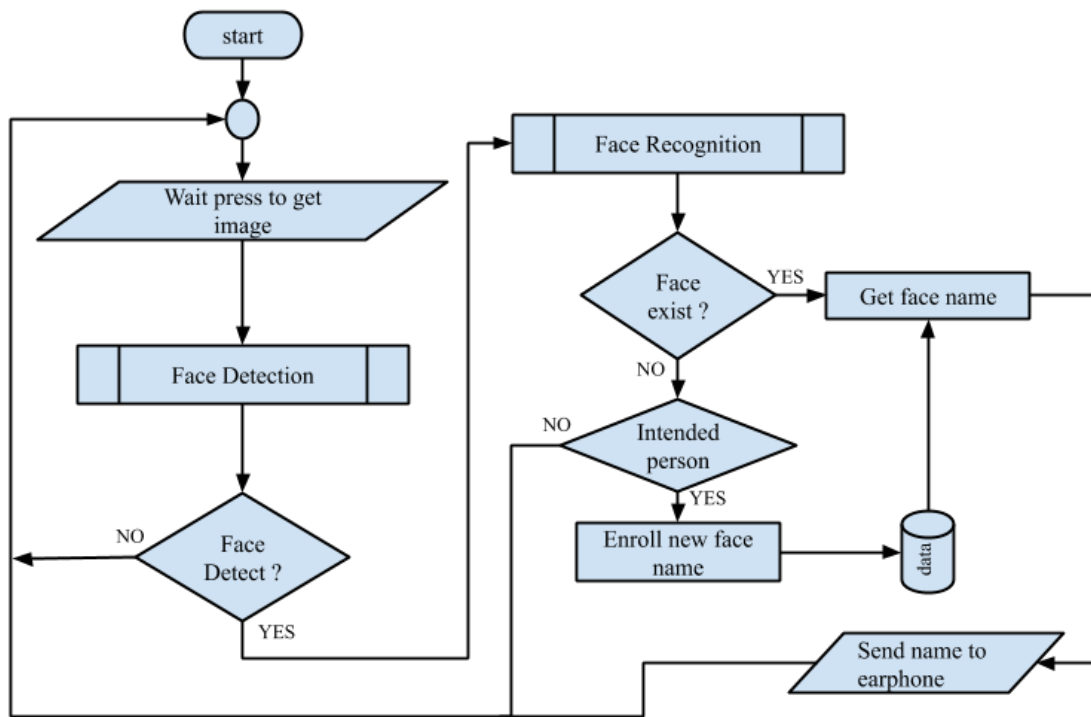 start
Wait press to get
image
Face Detection
Face
Detect ?
NO
YES
Face Recognition
Face
exist ?
YES
Get face name
NO
Intended
person
NO
YES
Enroll new face
name
data
Send name to
earphone